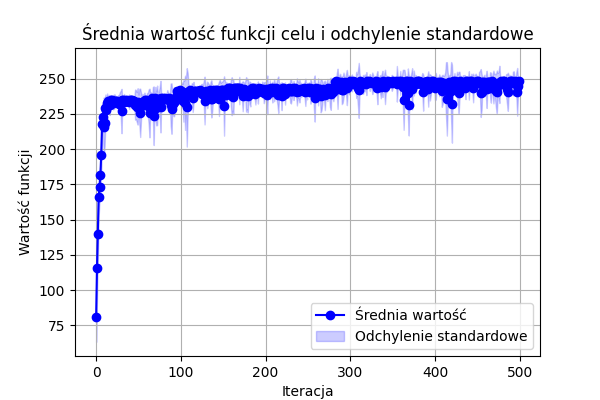 Średnia wartość funkcji celu i odchylenie standardowe
Wartość funkcji
250
225
200
175
150
125
100
75
0 100 200 300 400 500
Iteracja
Średnia wartość
Odchylenie standardowe